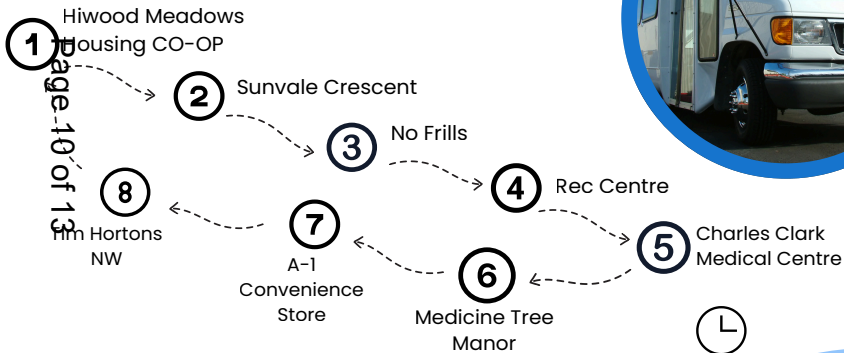 1
Hiwood Meadows
Housing CO-OP
2
Sunvale Crescent
3
No Frills
4
Rec Centre
5
Charles Clark
Medical Centre
6
Medicine Tree
Manor
7
A-1
Convenience
Store
8
Tim Hortons
NW
Page 10 of 13